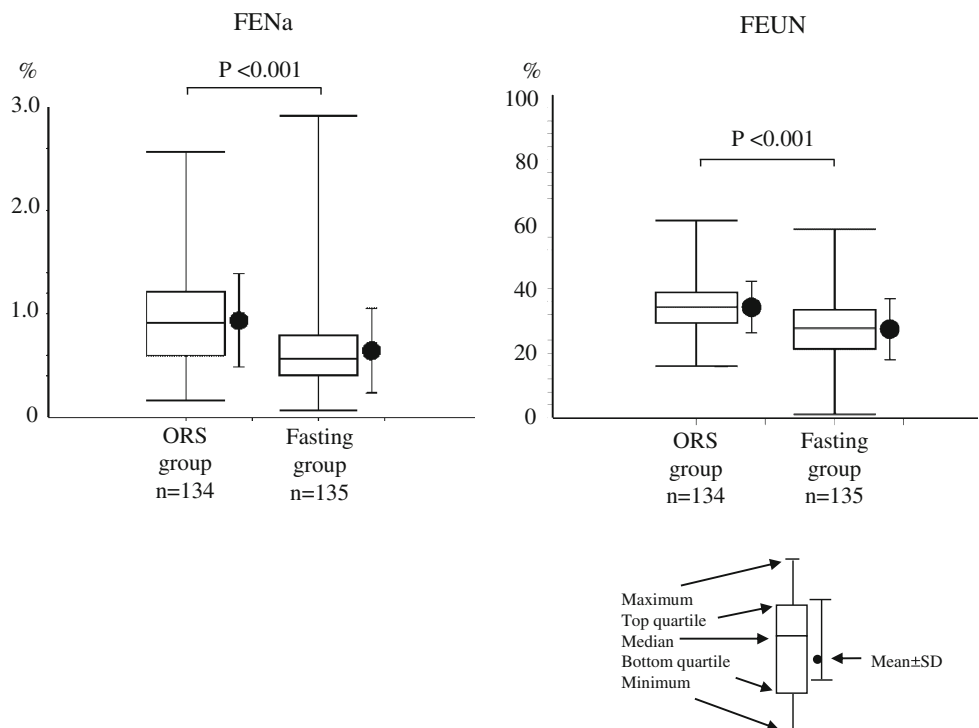 FENa
%
P <0.001
3.0
2.0
1.0
0
ORS
group
n=134
Fasting
group
n=135
FEUN
%
P <0.001
100
80
60
40
20
0
ORS
group
n=134
Fasting
group
n=135
Maximum
Top quartile
Median
Bottom quartile
Minimum
Mean±SD